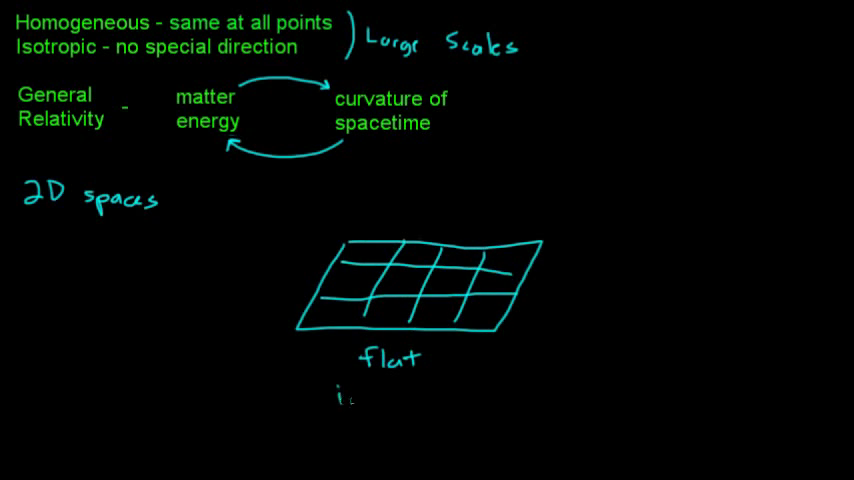 Homogeneous - same at all points
Isotropic - no special direction
Large Scales
General Relativity -
matter energy
curvature of spacetime
2D spaces
flat